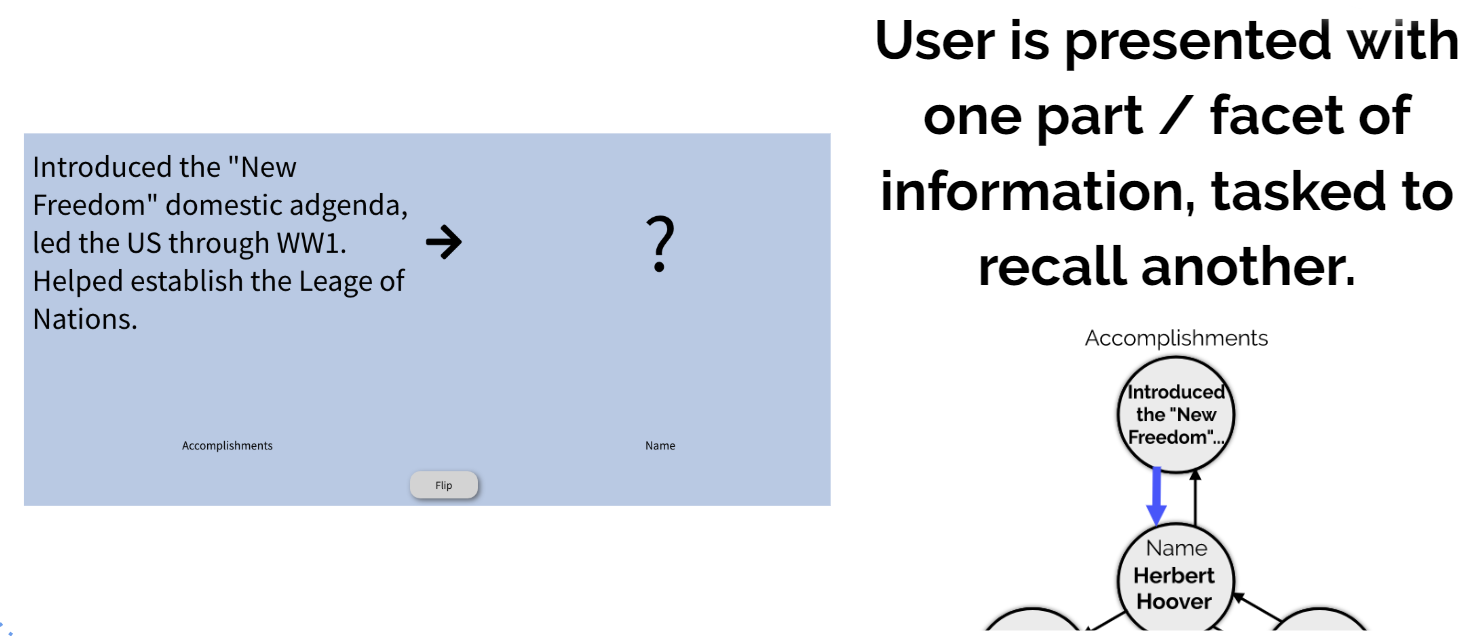 Introduced the "New
Freedom" domestic adgenda,
led the US through WW1.
Helped establish the Leage of
Nations.
?
Accomplishments
Name
Flip
User is presented with
one part / facet of
information, tasked to
recall another.
Accomplishments
Introduced
the "New
Freedom"...
Name
Herbert
Hoover